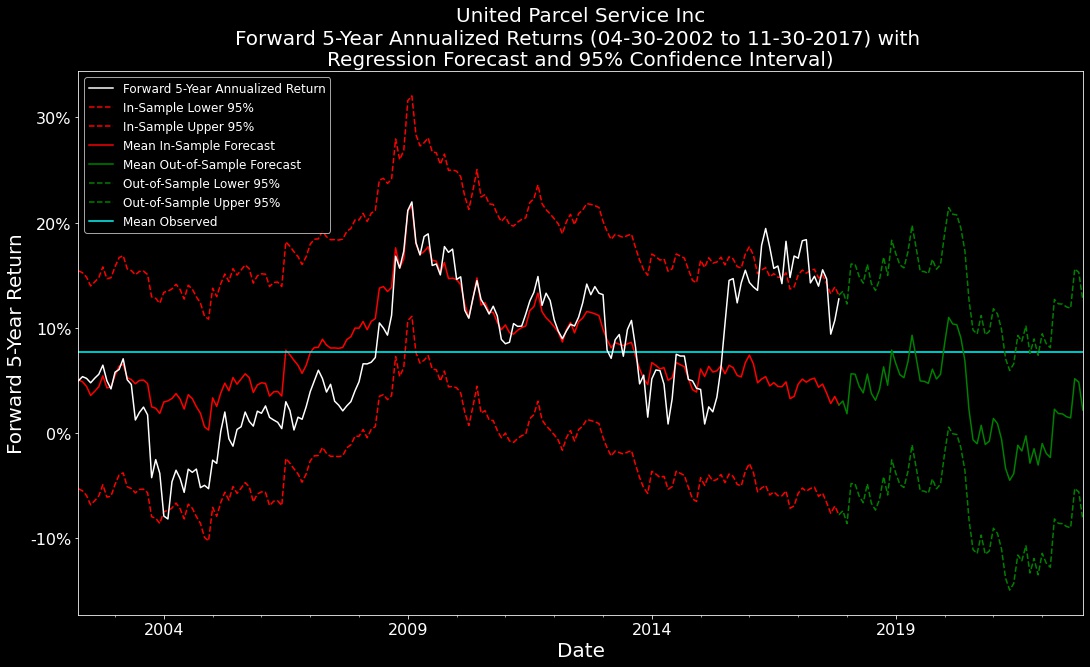 United Parcel Service Inc
Forward 5-Year Annualized Returns (04-30-2002 to 11-30-2017) with
Regression Forecast and 95% Confidence Interval)
Forward 5-Year Annualized Return
In-Sample Lower 95%
In-Sample Upper 95%
Mean In-Sample Forecast
Mean Out-of-Sample Forecast
Out-of-Sample Lower 95%
Out-of-Sample Upper 95%
Mean Observed
Forward 5-Year Return
30%
20%
10%
0%
-10%
2004
2009
2014
2019
Date